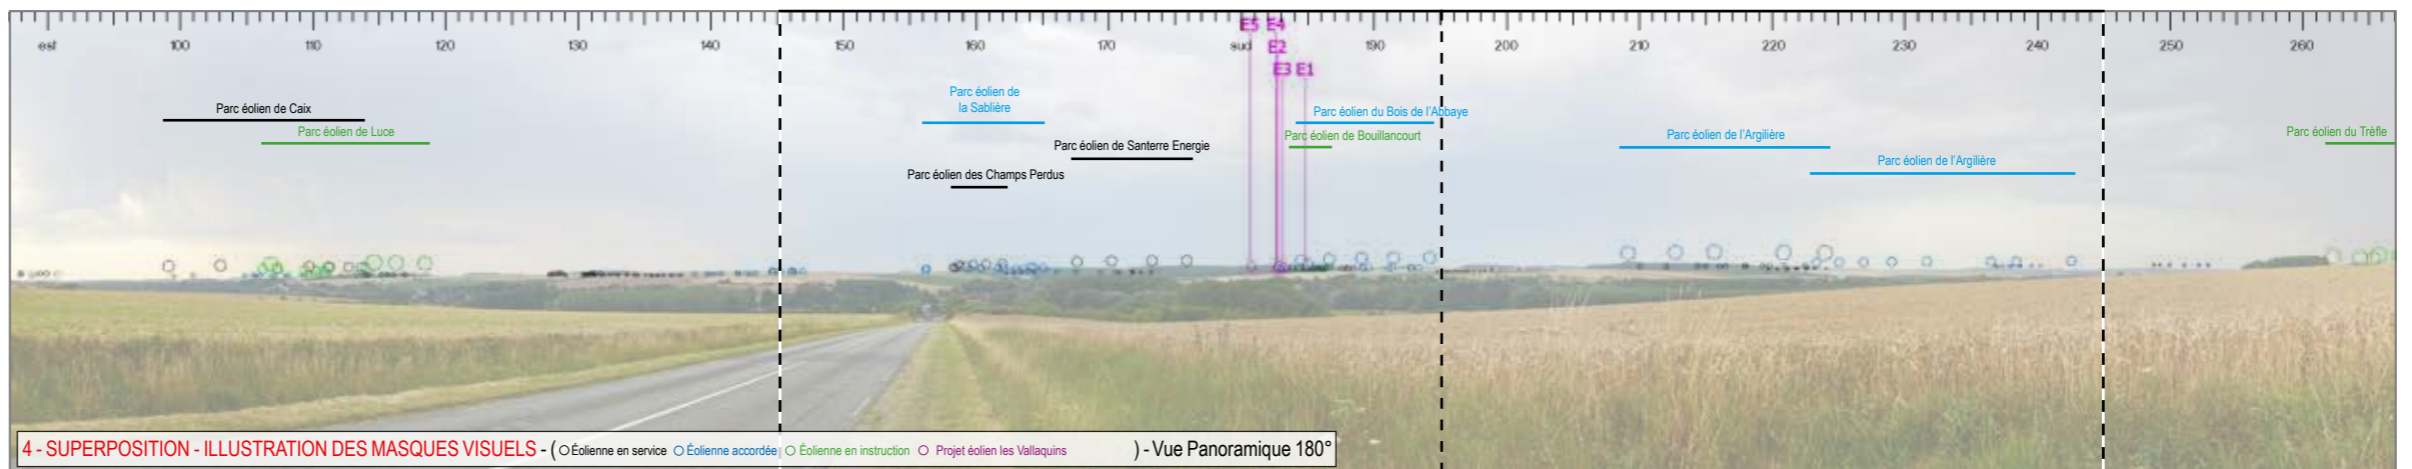 est 100 110 120 130 140 150 160 170 sud 190 200 210 220 230 240 250 260
E5 E4
E2
E3 E1
Parc éolien de Caix
Parc éolien de Luce
Parc éolien de
la Sablière
Parc éolien des Champs Perdus
Parc éolien de Santerre Energie
Parc éolien du Bois de l'Abbaye
Parc éolien de Bouillancourt
Parc éolien de l'Argilière
Parc éolien de l'Argilière
Parc éolien du Trèfle
4 - SUPERPOSITION - ILLUSTRATION DES MASQUES VISUELS - ( Éolienne en service Éolienne accordée Éolienne en instruction Projet éolien les Vallaquins ) - Vue Panoramique 180°